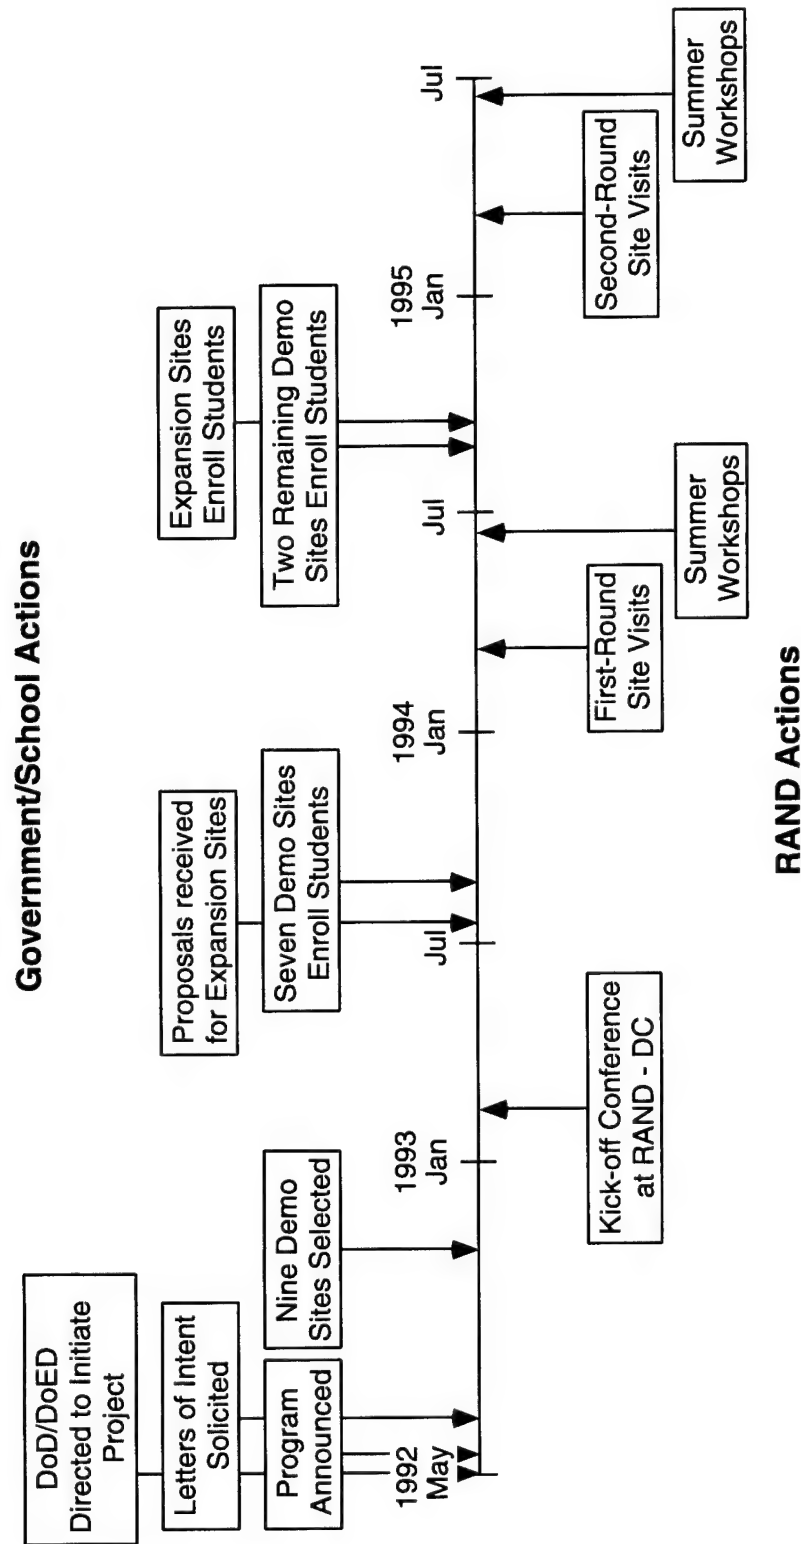 Government/School Actions
DoD/DoED
Directed to Initiate
Project
Letters of Intent
Solicited
Program
Announced
Nine Demo
Sites Selected
Proposals received
for Expansion Sites
Seven Demo Sites
Enroll Students
Expansion Sites
Enroll Students
Two Remaining Demo
Sites Enroll Students
1992
May
1993
Jan
Jul
1994
Jan
Jul
1995
Jan
Jul
Kick-off Conference
at RAND - DC
First-Round
Site Visits
Summer
Workshops
Second-Round
Site Visits
Summer
Workshops
RAND Actions